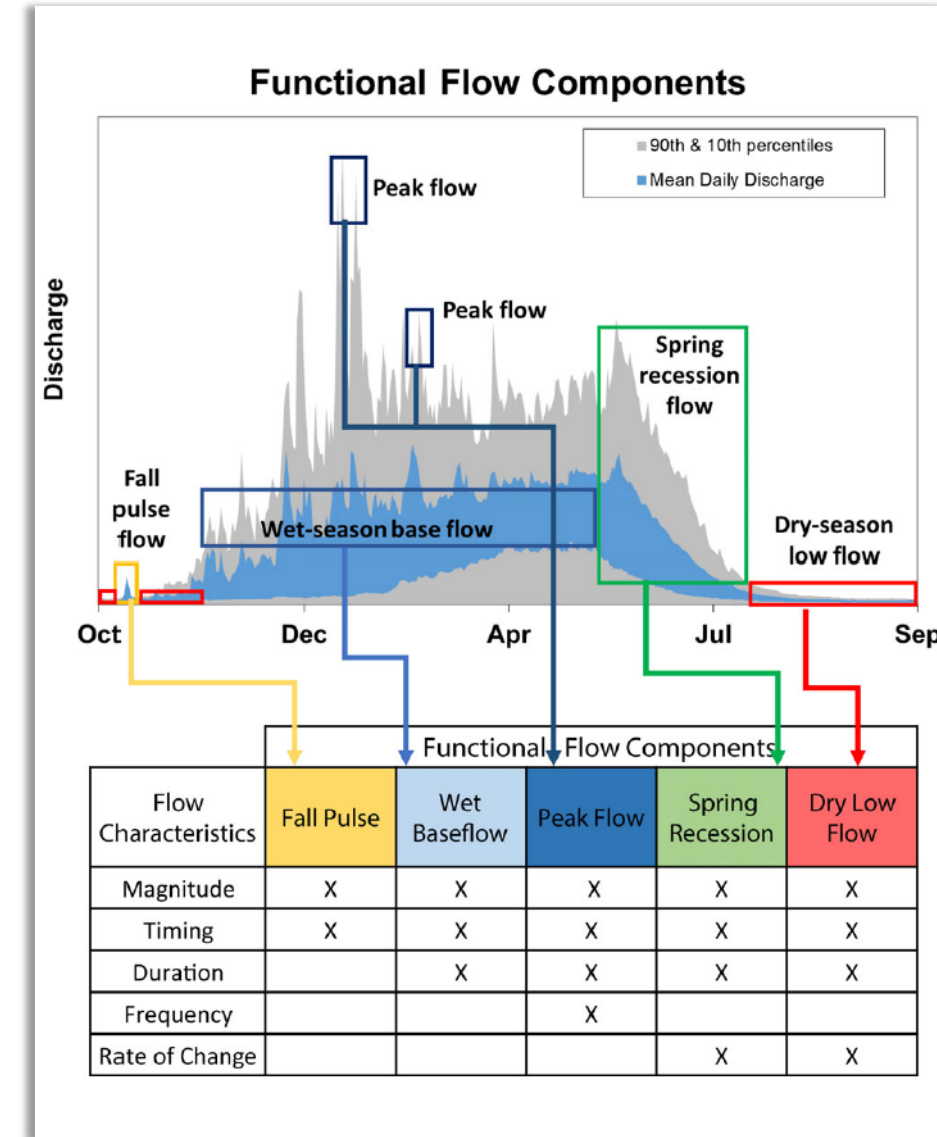 Functional Flow Components
90th & 10th percentiles
Mean Daily Discharge
Peak flow
Peak flow
Discharge
Spring
recession
flow
Fall
pulse
flow
Wet-season base flow
Dry-season
low flow
Oct Dec Apr Jul Sep
Functional Flow Components
Flow
Characteristics
Fall Pulse
Wet
Baseflow
Peak Flow
Spring
Recession
Dry Low
Flow
Magnitude X X X X X
Timing X X X X X
Duration X X X X
Frequency X
Rate of Change X X